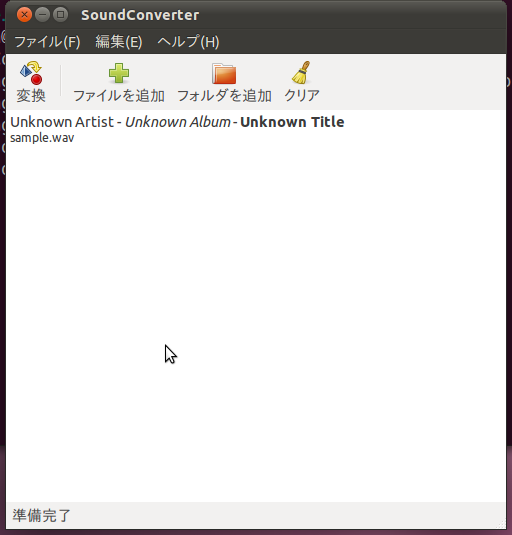 SoundConverter
ファイル(F) 編集(E) ヘルプ(H)
変換 ファイルを追加 フォルダを追加 クリア
Unknown Artist - Unknown Album - Unknown Title
sample.wav
準備完了